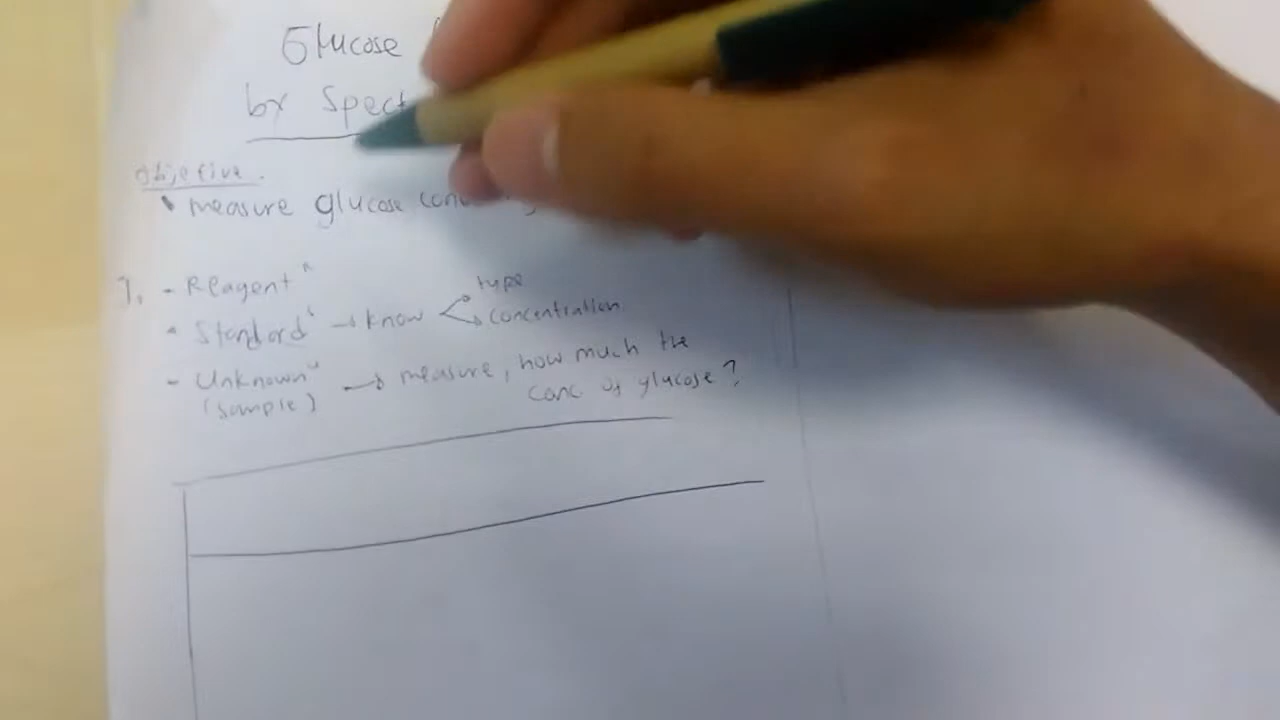 Glucose
by Spect
Objetive.
• measure glucose conc
1. - Reagent"
type
- Standard" → know
concentration
- Unknown" → measure, how much the
(sample) conc of glucose?